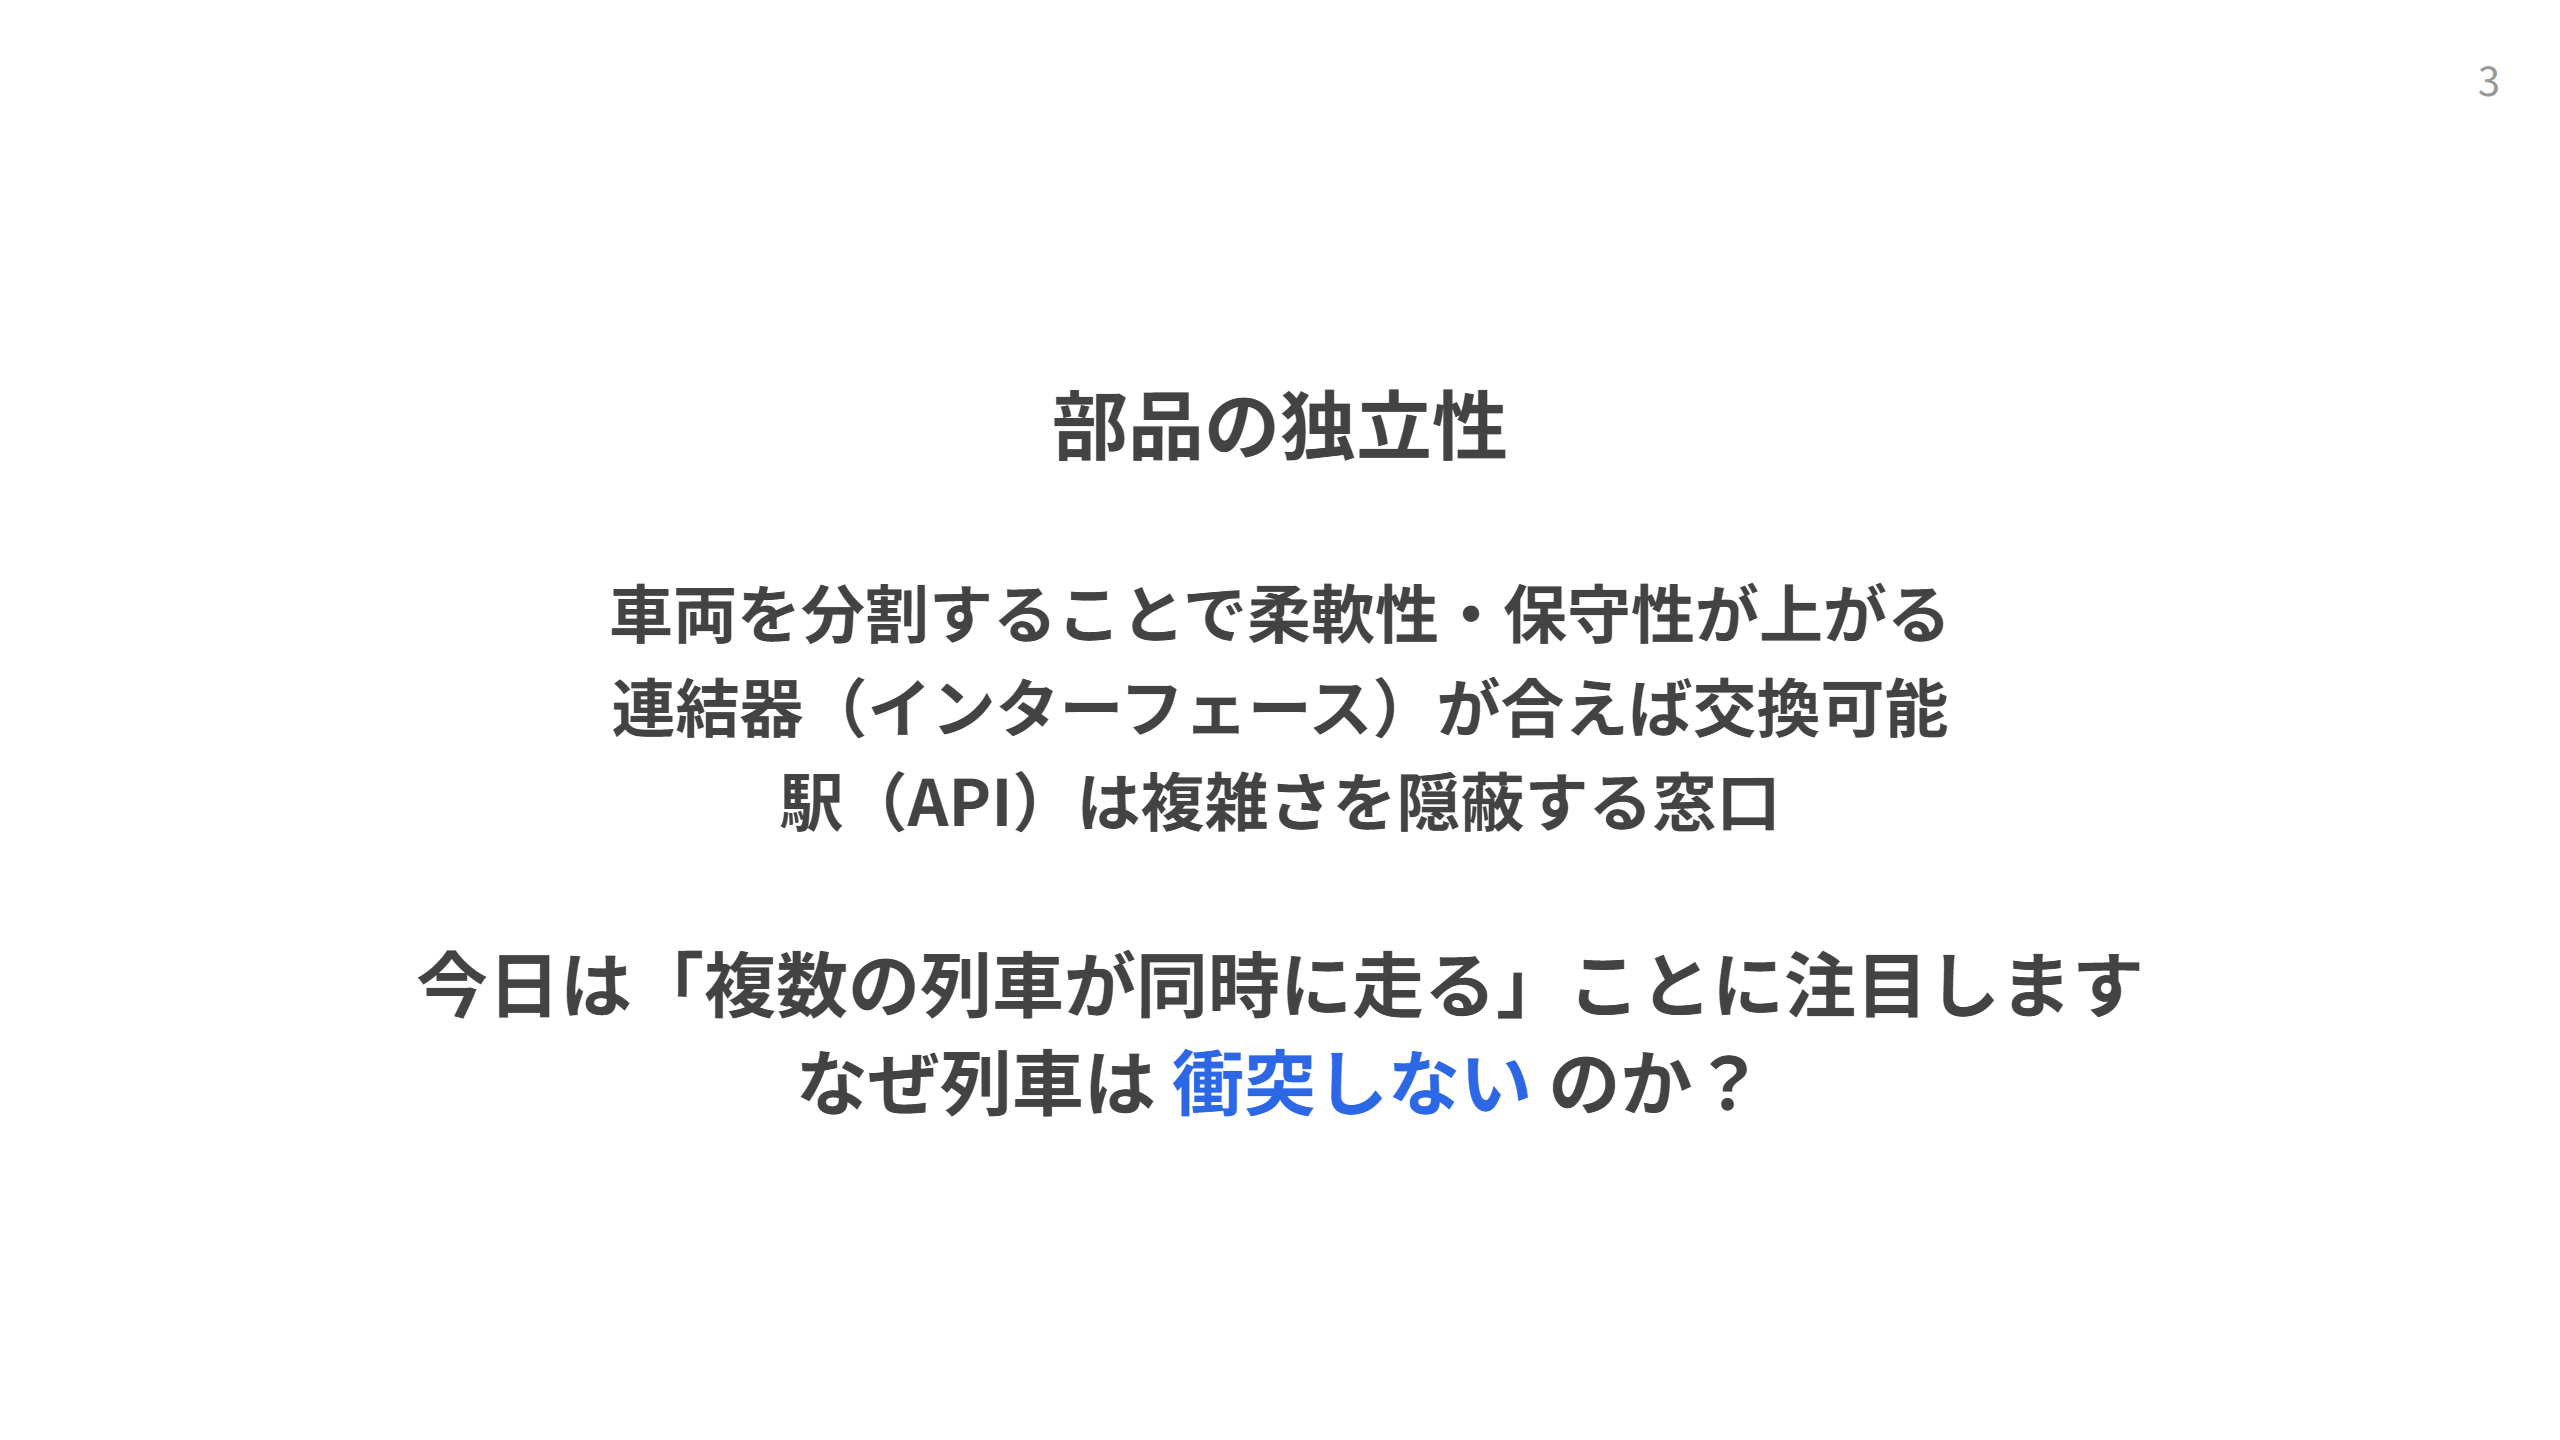 3
部品の独立性
車両を分割することで柔軟性・保守性が上がる
連結器（インターフェース）が合えば交換可能
駅（API）は複雑さを隠蔽する窓口
今日は「複数の列車が同時に走る」ことに注目します
なぜ列車は 衝突しない のか？